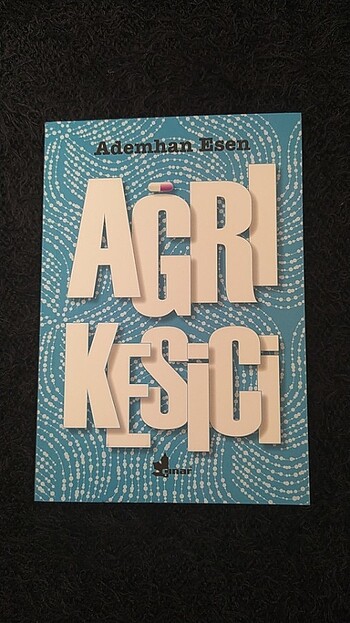 Ademhan Esen
AĞRI
KESİCİ
çınar